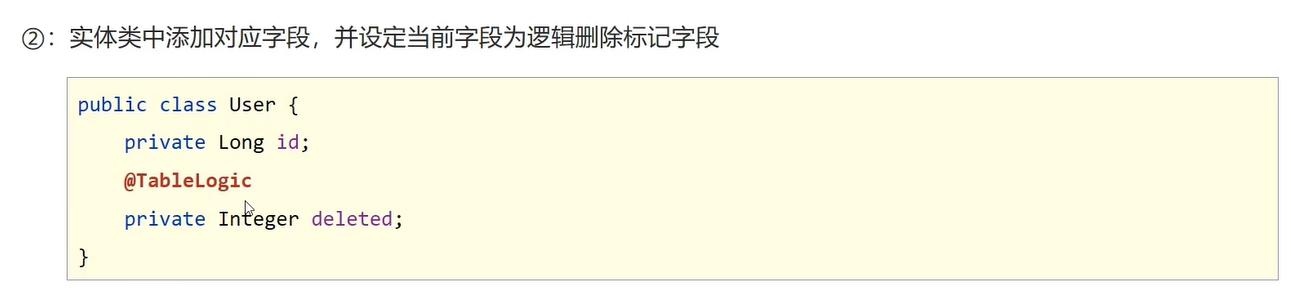 ②：实体类中添加对应字段，并设定当前字段为逻辑删除标记字段
public class User {
    private Long id;
    @TableLogic
    private Integer deleted;
}